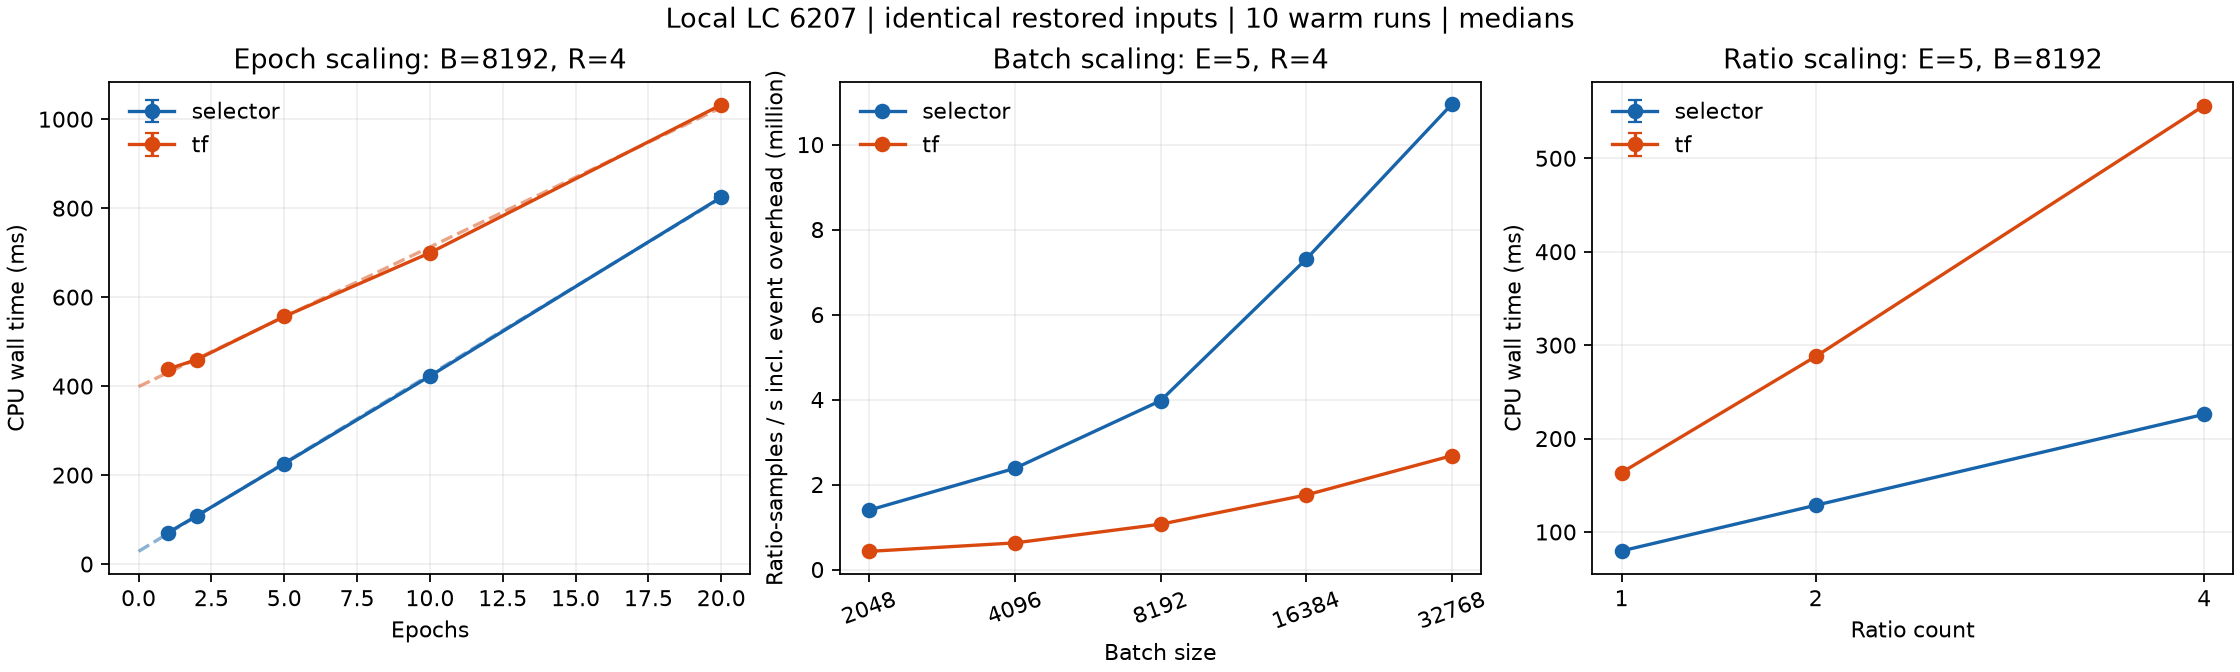 Local LC 6207 | identical restored inputs | 10 warm runs | medians
Epoch scaling: B=8192, R=4
selector
tf
CPU wall time (ms)
1000
800
600
400
200
0
0.0 2.5 5.0 7.5 10.0 12.5 15.0 17.5 20.0
Epochs
Batch scaling: E=5, R=4
selector
tf
Ratio-samples / s incl. event overhead (million)
10
8
6
4
2
0
2048 4096 8192 16384 32768
Batch size
Ratio scaling: E=5, B=8192
selector
tf
CPU wall time (ms)
500
400
300
200
100
1 2 4
Ratio count